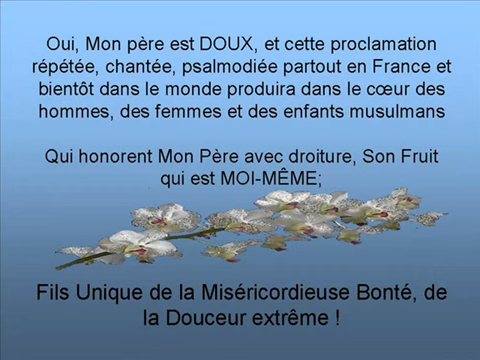 Oui, Mon père est DOUX, et cette proclamation
répétée, chantée, psalmodiée partout en France et
bientôt dans le monde produira dans le cœur des
hommes, des femmes et des enfants musulmans
Qui honorent Mon Père avec droiture, Son Fruit
qui est MOI-MÊME;
Fils Unique de la Miséricordieuse Bonté, de
la Douceur extrême !